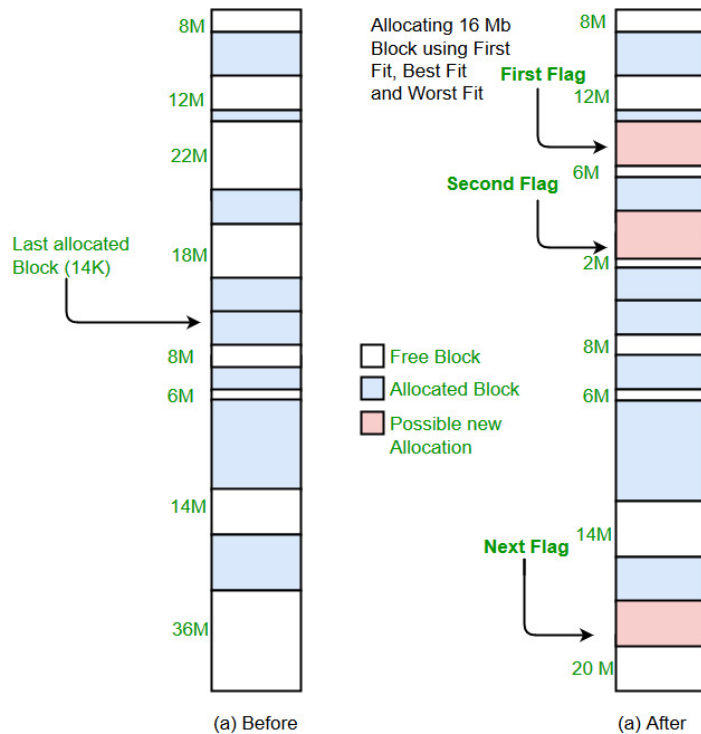 8M
12M
22M
18M
Last allocated
Block (14K)
8M
6M
14M
36M
(a) Before
Allocating 16 Mb
Block using First
Fit, Best Fit
and Worst Fit
Free Block
Allocated Block
Possible new
Allocation
8M
First Flag
12M
6M
Second Flag
2M
8M
6M
14M
Next Flag
20 M
(a) After